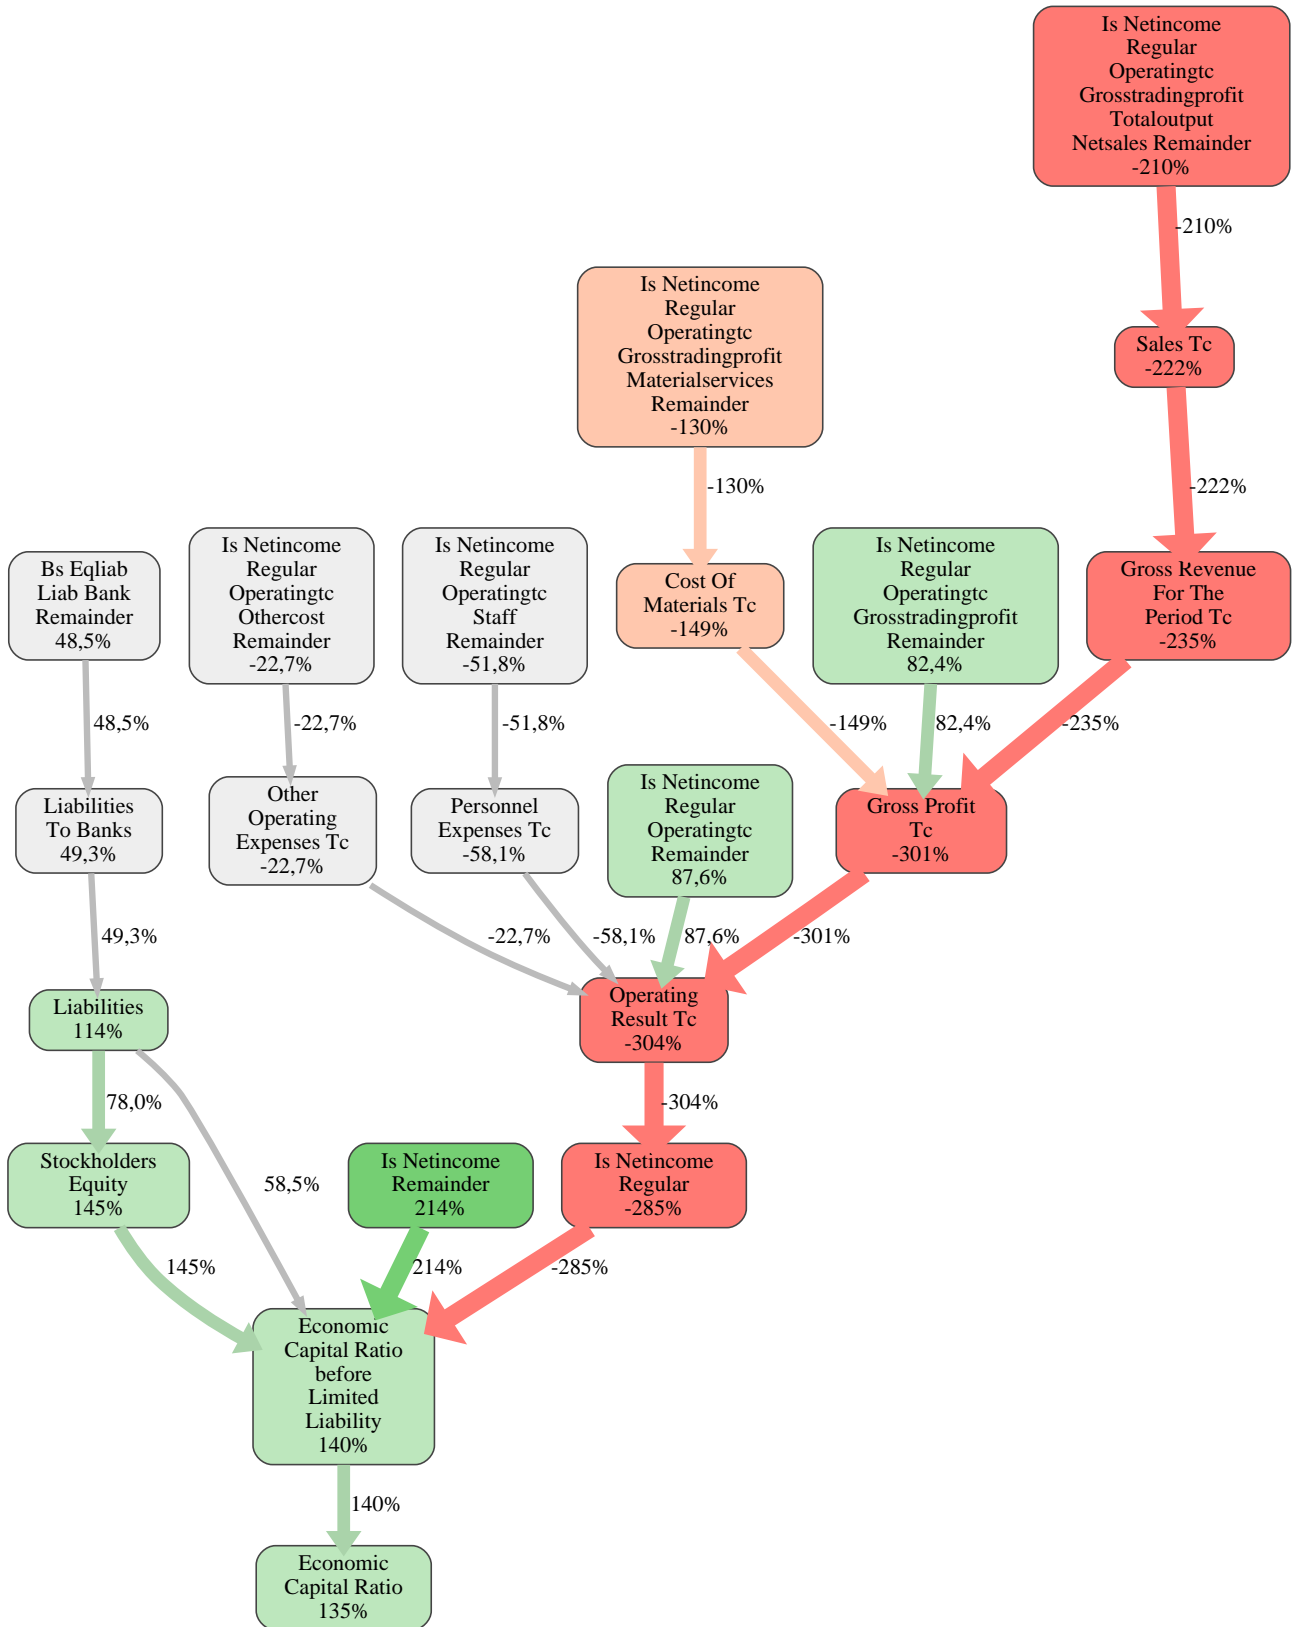 Is Netincome
Regular
Operatingtc
Grosstradingprofit
Totaloutput
Netsales Remainder
-210%
-210%
Is Netincome
Regular
Operatingtc
Grosstradingprofit
Materialservices
Remainder
-130%
Sales Tc
-222%
-130%
-222%
Bs Eqliab
Liab Bank
Remainder
48,5%
Is Netincome
Regular
Operatingtc
Othercost
Remainder
-22,7%
Is Netincome
Regular
Operatingtc
Staff
Remainder
-51,8%
Cost Of
Materials Tc
-149%
Is Netincome
Regular
Operatingtc
Grosstradingprofit
Remainder
82,4%
Gross Revenue
For The
Period Tc
-235%
48,5%
-22,7%
-51,8%
-149%
82,4%
-235%
Liabilities
To Banks
49,3%
Other
Operating
Expenses Tc
-22,7%
Personnel
Expenses Tc
-58,1%
Is Netincome
Regular
Operatingtc
Remainder
87,6%
Gross Profit
Tc
-301%
49,3%
-22,7%
-58,1%
87,6%
-301%
Liabilities
114%
Operating
Result Tc
-304%
78,0%
-304%
Stockholders
Equity
145%
58,5%
Is Netincome
Remainder
214%
Is Netincome
Regular
-285%
145%
214%
-285%
Economic
Capital Ratio
before
Limited
Liability
140%
140%
Economic
Capital Ratio
135%